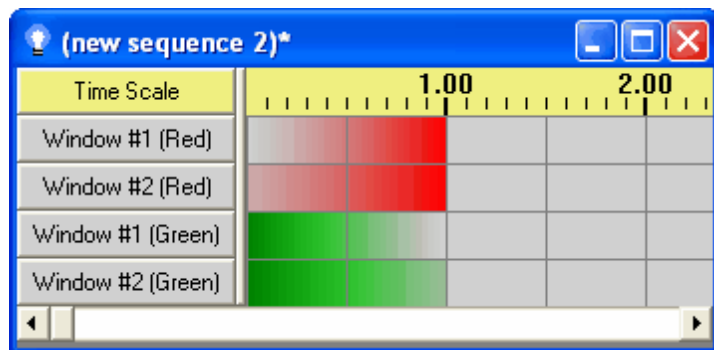 (new sequence 2)*
Time Scale 1.00 2.00
Window #1 (Red)
Window #2 (Red)
Window #1 (Green)
Window #2 (Green)